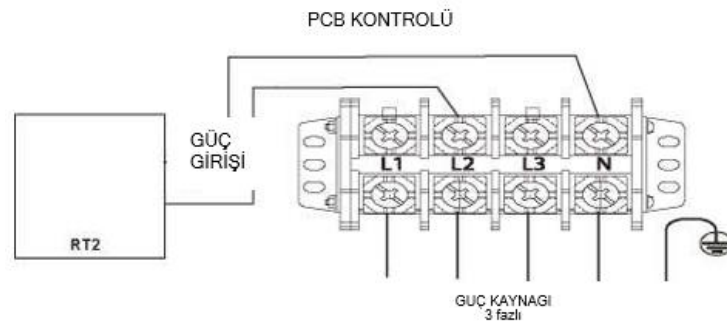 PCB KONTROLÜ
GÜÇ
GİRİŞİ
L1 L2 L3 N
RT2
GUÇ KAYNAGI
3 fazlı